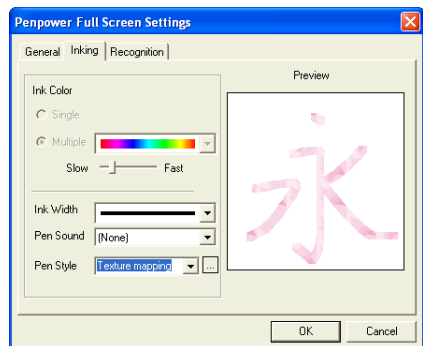 Penpower Full Screen Settings
General Inking Recognition
Ink Color
Single
Multiple
Slow Fast
Ink Width
Pen Sound (None)
Pen Style Texture mapping ...
Preview
永
OK Cancel